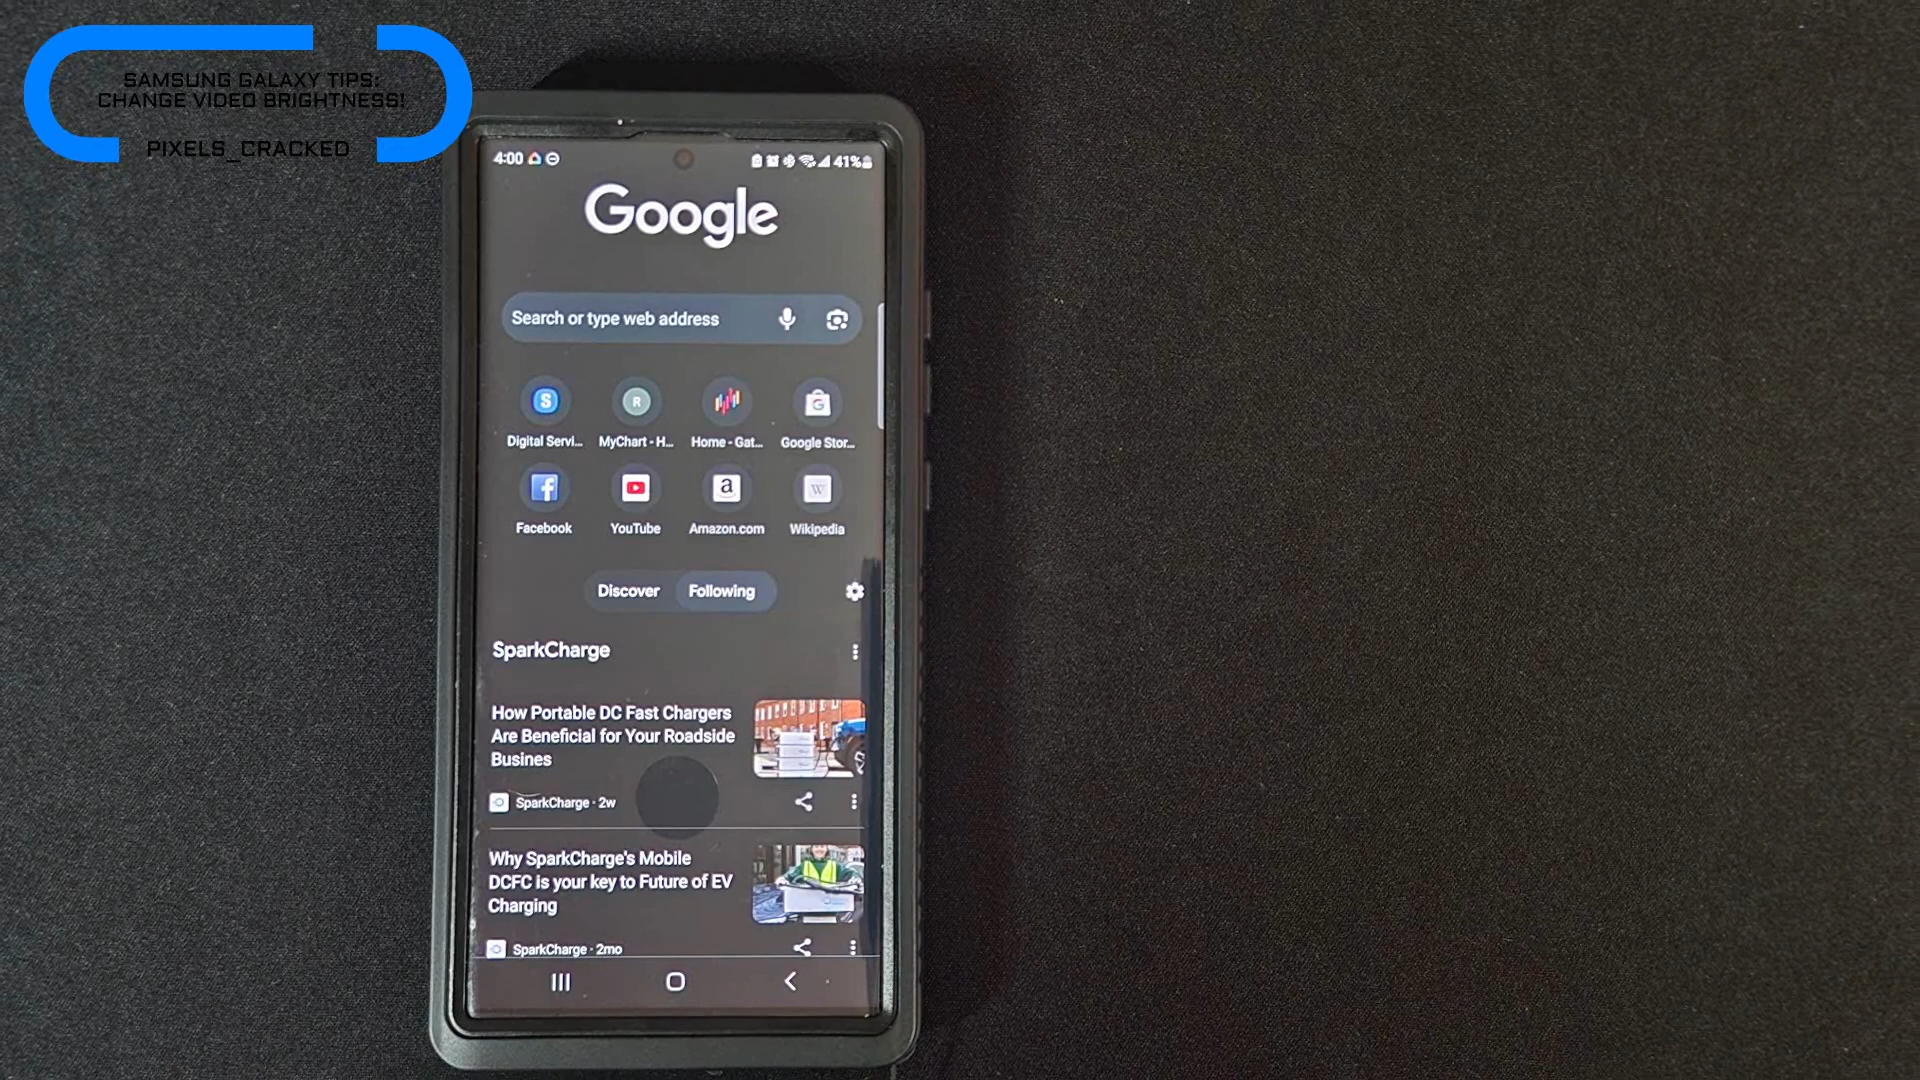 SAMSUNG GALAXY TIPS:
CHANGE VIDEO BRIGHTNESS!
PIXELS_CRACKED
4:00 41%
Google
Search or type web address
S R G
Digital Servi... MyChart - H... Home - Gat... Google Stor...
f a W
Facebook YouTube Amazon.com Wikipedia
Discover Following
SparkCharge
How Portable DC Fast Chargers
Are Beneficial for Your Roadside
Busines
SparkCharge · 2w
Why SparkCharge's Mobile
DCFC is your key to Future of EV
Charging
SparkCharge · 2mo